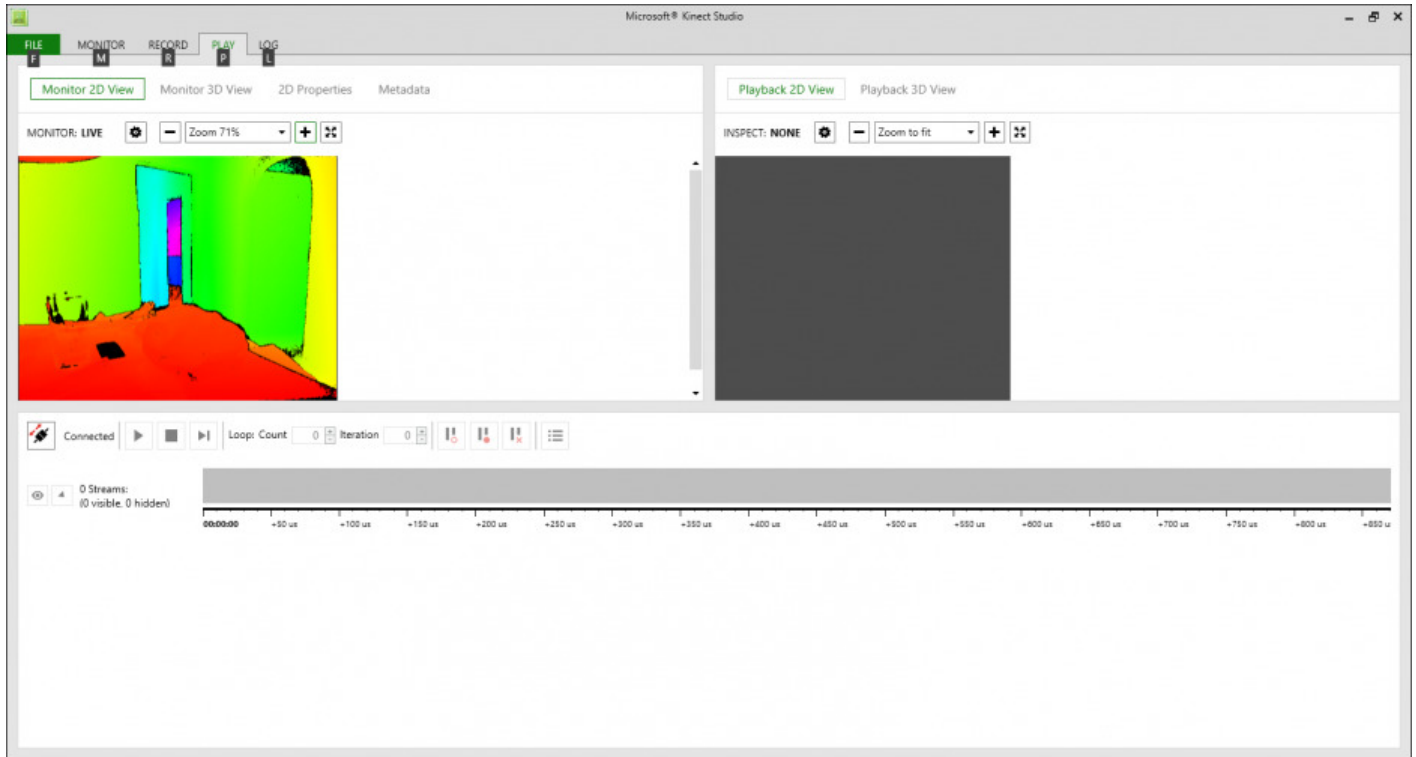 Microsoft® Kinect Studio
FILE MONITOR RECORD PLAY LOG
F M R P L
Monitor 2D View Monitor 3D View 2D Properties Metadata
Playback 2D View Playback 3D View
MONITOR: LIVE Zoom 71%
INSPECT: NONE Zoom to fit
Connected Loop: Count 0 Iteration 0
0 Streams:
(0 visible, 0 hidden)
00:00:00 +50 us +100 us +150 us +200 us +250 us +300 us +350 us +400 us +450 us +500 us +550 us +600 us +650 us +700 us +750 us +800 us +850 u